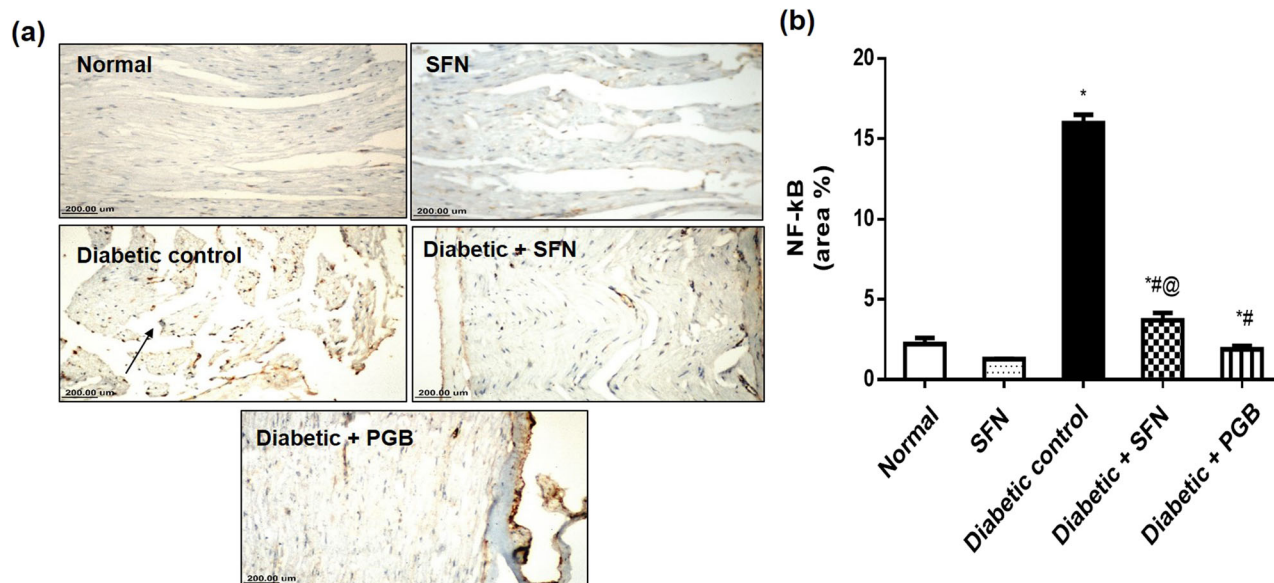 (a)
Normal
200.00 um
SFN
200.00 um
Diabetic control
200.00 um
Diabetic + SFN
200.00 um
Diabetic + PGB
200.00 um
(b)
NF-kB
(area %)
20
15
10
5
0
*
*#@
*#
Normal
SFN
Diabetic control
Diabetic + SFN
Diabetic + PGB